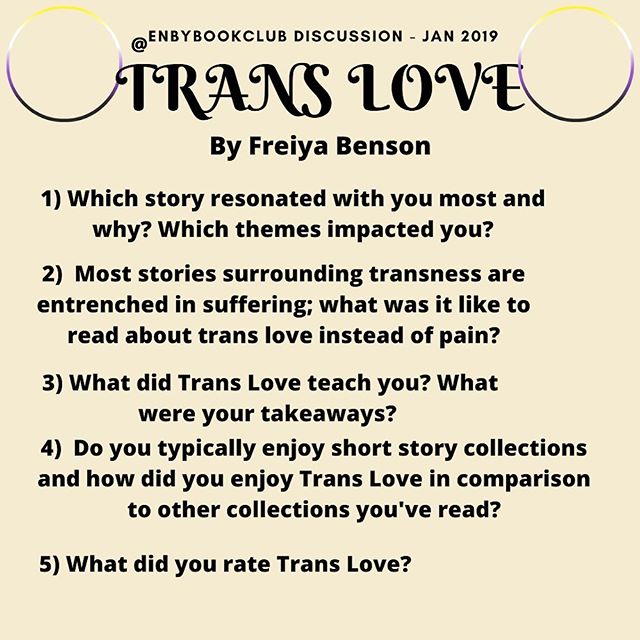 @ENBYBOOKCLUB DISCUSSION - JAN 2019
TRANS LOVE
By Freiya Benson
1) Which story resonated with you most and
why? Which themes impacted you?
2) Most stories surrounding transness are
entrenched in suffering; what was it like to
read about trans love instead of pain?
3) What did Trans Love teach you? What
were your takeaways?
4) Do you typically enjoy short story collections
and how did you enjoy Trans Love in comparison
to other collections you've read?
5) What did you rate Trans Love?